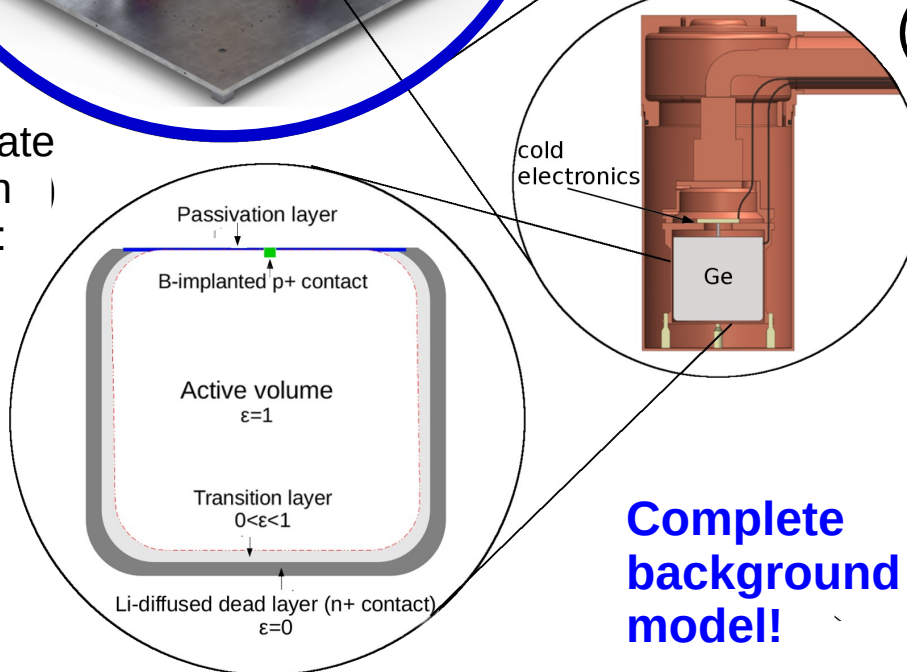 ate
n )
:
cold
electronics
Passivation layer
B-implanted p+ contact
Ge
Active volume
ε=1
Transition layer
0<ε<1
Li-diffused dead layer (n+ contact)
ε=0
Complete
background
model!